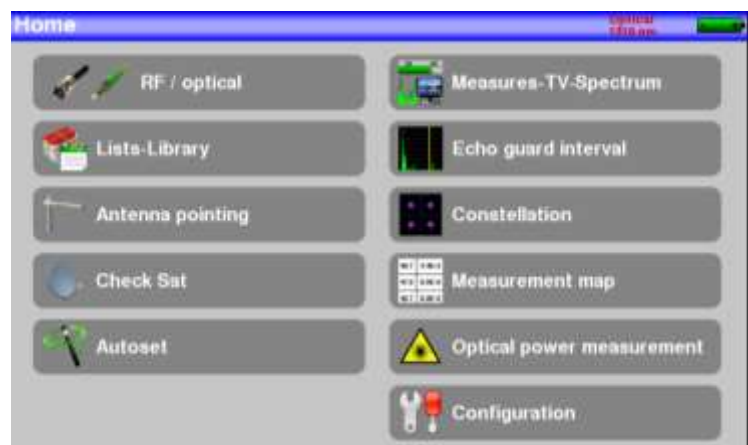 Home
Optical
RF / optical
Lists-Library
Antenna pointing
Check Sat
Autoset
Measures-TV-Spectrum
Echo guard interval
Constellation
Measurement map
Optical power measurement
Configuration